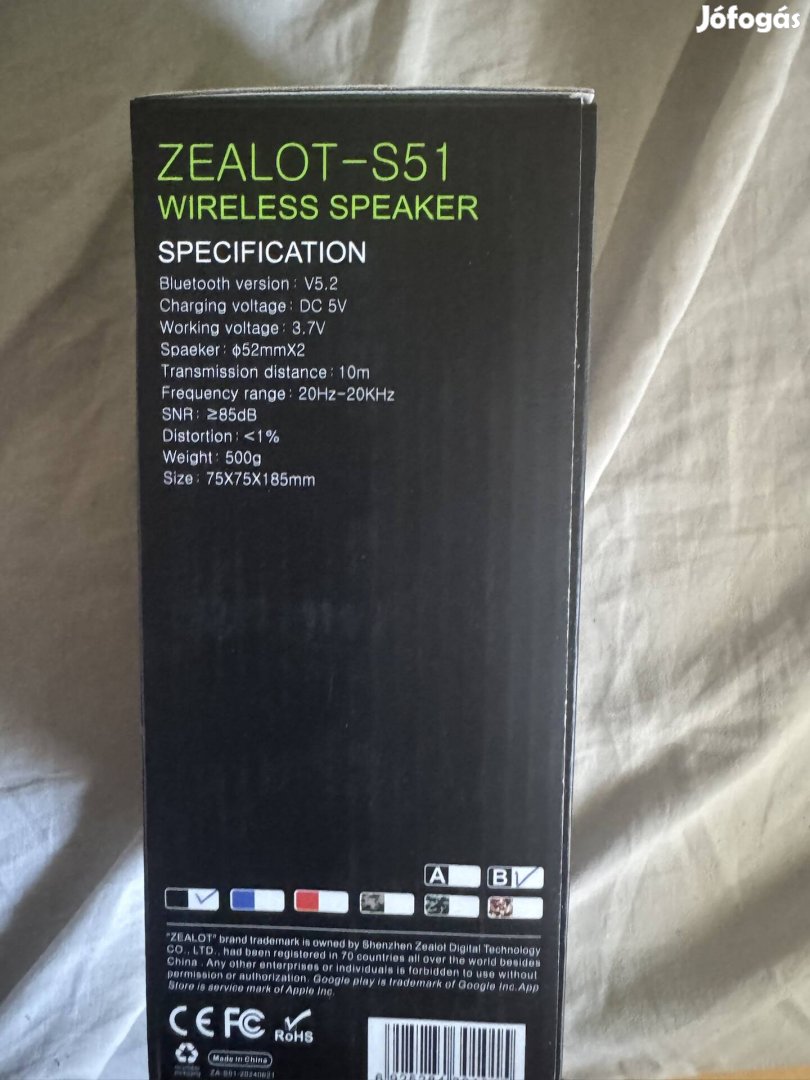 Jófogás
ZEALOT-S51
WIRELESS SPEAKER
SPECIFICATION
Bluetooth version: V5.2
Charging voltage: DC 5V
Working voltage: 3.7V
Spaeker: ϕ52mmX2
Transmission distance: 10m
Frequency range: 20Hz-20KHz
SNR: ≥85dB
Distortion: <1%
Weight: 500g
Size: 75X75X185mm
A B
"ZEALOT" brand trademark is owned by Shenzhen Zealot Digital Technology
CO., LTD., had been registered in 70 countries all over the world besides
China. Any other enterprises or individuals is forbidden to use without
permission or authorization. Google play is trademark of Google Inc. App
Store is service mark of Apple Inc.
CE FC RoHS
Made in China
ZA-S51-20240621